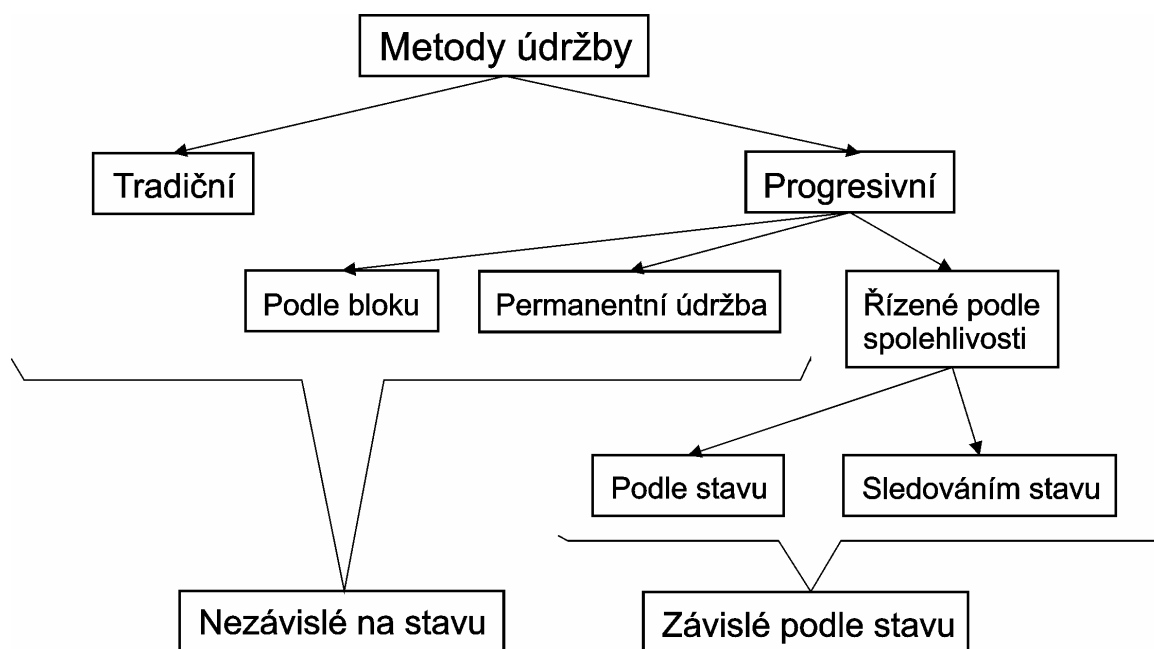 Metody údržby
Tradiční
Progresivní
Podle bloku
Permanentní údržba
Řízené podle
spolehlivosti
Podle stavu
Sledováním stavu
Nezávislé na stavu
Závislé podle stavu